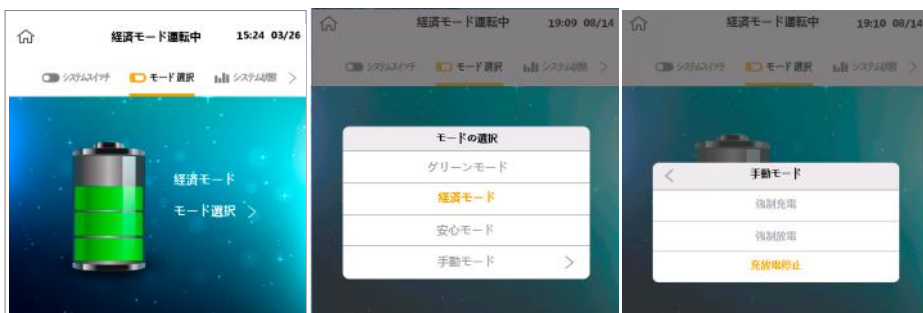 経済モード運転中 15:24 03/26
システムスイッチ モード選択 システム状態 >
経済モード
モード選択 >
経済モード運転中 19:09 08/14
システムスイッチ モード選択 システム状態 >
モードの選択
グリーンモード
経済モード
安心モード
手動モード >
経済モード運転中 19:10 08/14
システムスイッチ モード選択 システム状態 >
< 手動モード
強制充電
強制放電
充放電停止